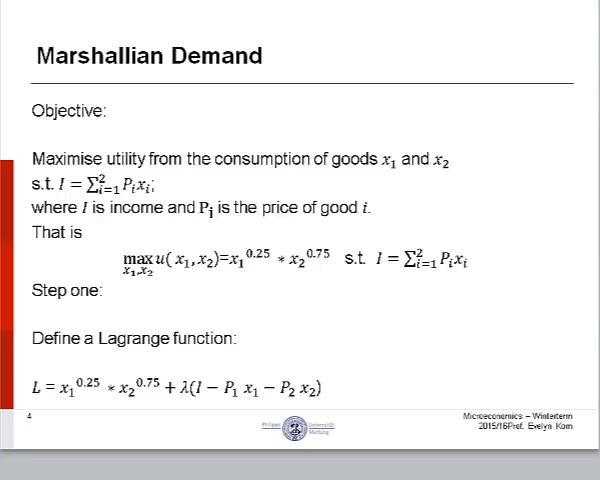 Marshallian Demand
Objective:
Maximise utility from the consumption of goods x₁ and x₂
s.t. I = ∑²ᵢ₌₁ Pᵢxᵢ;
where I is income and Pᵢ is the price of good i.
That is
max u( x₁,x₂)=x₁^0.25 * x₂^0.75 s.t. I = ∑²ᵢ₌₁ Pᵢxᵢ
x₁,x₂
Step one:
Define a Lagrange function:
L = x₁^0.25 * x₂^0.75 + λ(I − P₁ x₁ − P₂ x₂)
4
Philipps Universität
Marburg
Microeconomics – Winterterm
2015/16Prof. Evelyn Korn